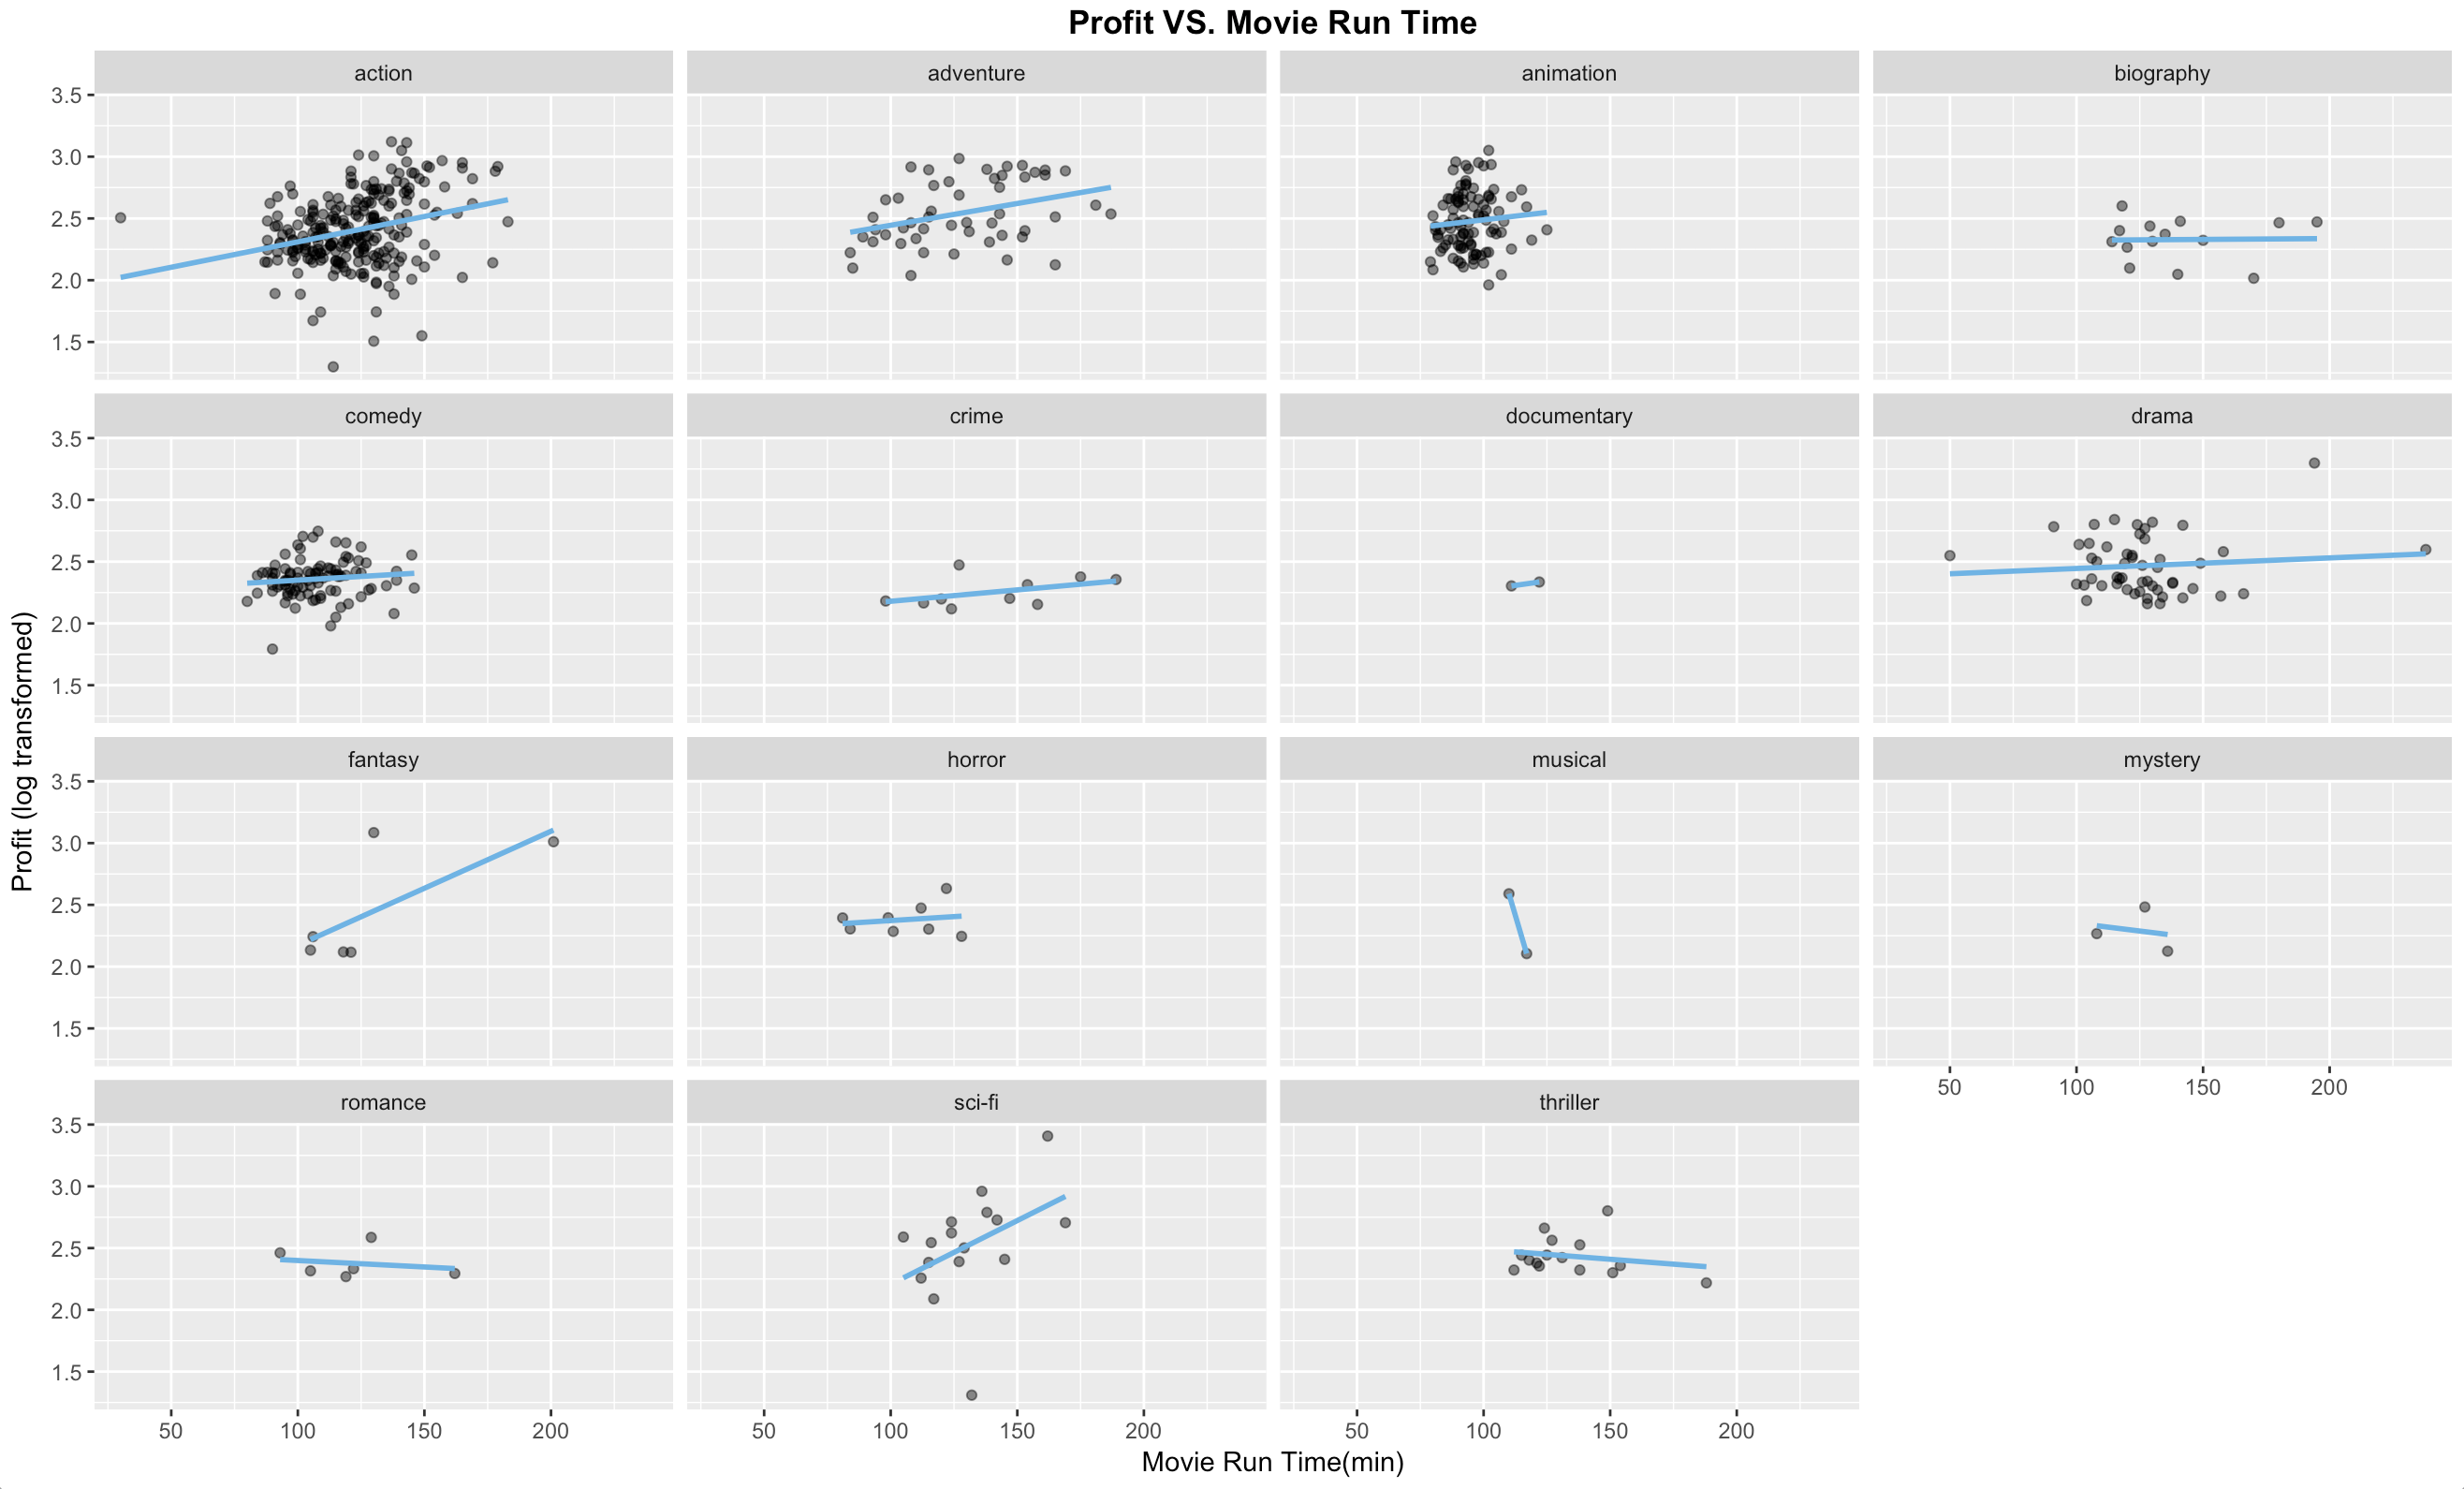 Profit VS. Movie Run Time
action adventure animation biography
3.5
3.0
2.5
2.0
1.5
comedy crime documentary drama
3.5
3.0
2.5
2.0
1.5
Profit (log transformed)
fantasy horror musical mystery
3.5
3.0
2.5
2.0
1.5
50 100 150 200
romance sci-fi thriller
3.5
3.0
2.5
2.0
1.5
50 100 150 200 50 100 150 200 50 100 150 200
Movie Run Time(min)